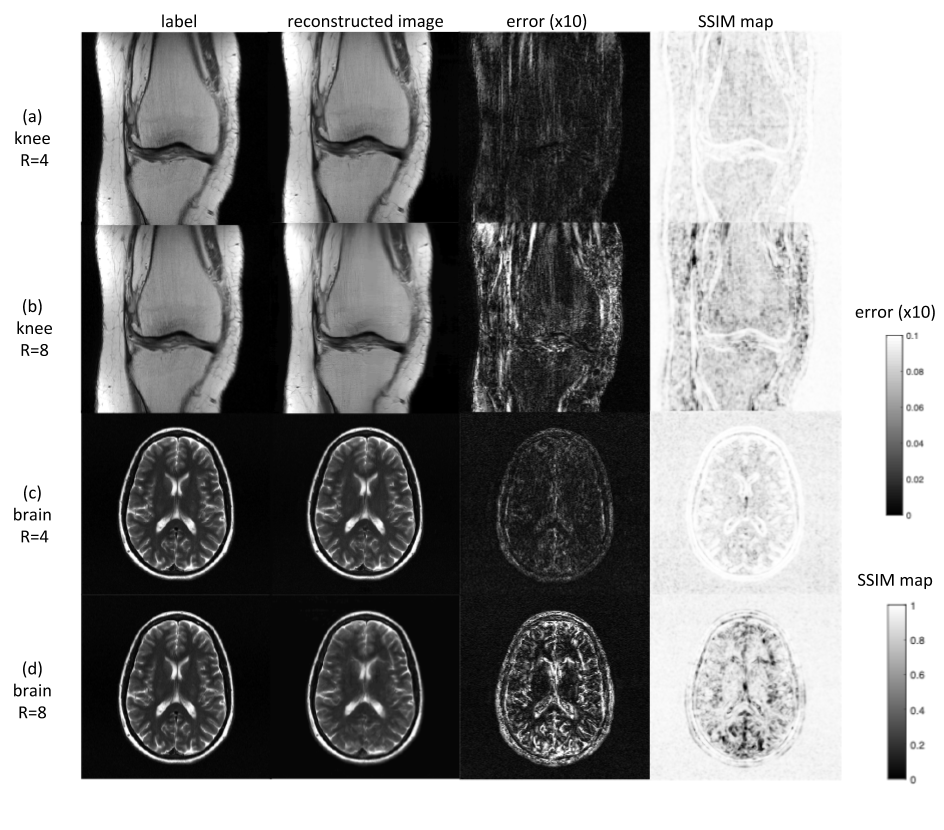 label reconstructed image error (x10) SSIM map
(a)
knee
R=4
(b)
knee
R=8
error (x10)
0.1
0.08
0.06
0.04
0.02
0
(c)
brain
R=4
SSIM map
1
0.8
0.6
0.4
0.2
0
(d)
brain
R=8